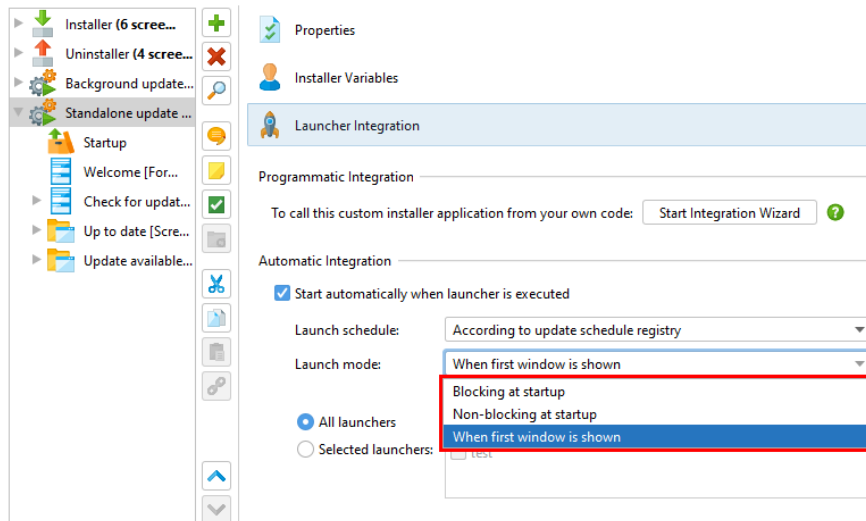 Installer (6 scree...
Uninstaller (4 scree...
Background update...
Standalone update ...
Startup
Welcome [For...
Check for updat...
Up to date [Scre...
Update available...
Properties
Installer Variables
Launcher Integration
Programmatic Integration
To call this custom installer application from your own code: Start Integration Wizard ?
Automatic Integration
Start automatically when launcher is executed
Launch schedule: According to update schedule registry
Launch mode: When first window is shown
Blocking at startup
Non-blocking at startup
When first window is shown
All launchers
Selected launchers:
test